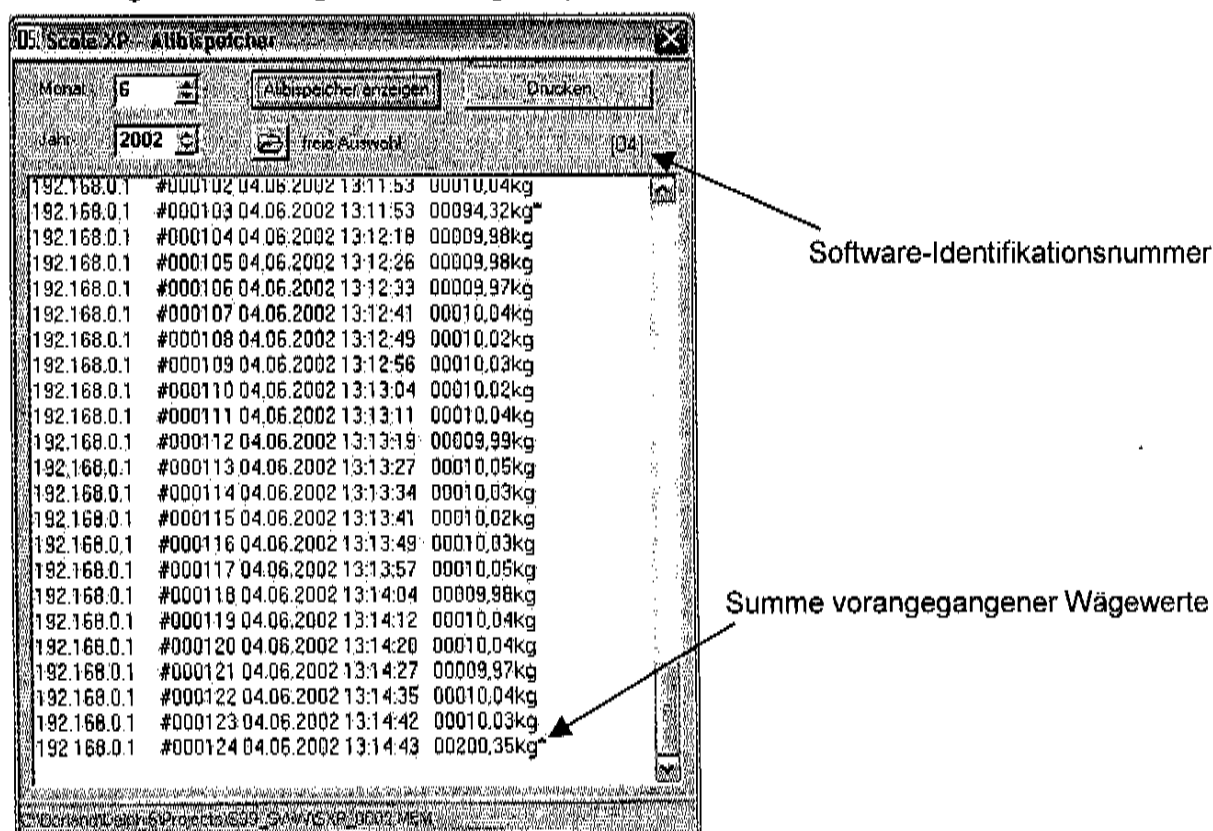 Scale XP - Alibispeicher
Monat 6 Alibispeicher anzeigen Drucken
Jahr 2002 freie Auswahl [04]
Software-Identifikationsnummer
192.168.0.1 #000102 04.06.2002 13:11:53 00010,04kg
192.168.0.1 #000103 04.06.2002 13:11:53 00094,32kg*
192.168.0.1 #000104 04.06.2002 13:12:18 00009,98kg
192.168.0.1 #000105 04.06.2002 13:12:26 00009,98kg
192.168.0.1 #000106 04.06.2002 13:12:33 00009,97kg
192.168.0.1 #000107 04.06.2002 13:12:41 00010,04kg
192.168.0.1 #000108 04.06.2002 13:12:49 00010,02kg
192.168.0.1 #000109 04.06.2002 13:12:56 00010,03kg
192.168.0.1 #000110 04.06.2002 13:13:04 00010,02kg
192.168.0.1 #000111 04.06.2002 13:13:11 00010,04kg
192.168.0.1 #000112 04.06.2002 13:13:19 00009,99kg
192.168.0.1 #000113 04.06.2002 13:13:27 00010,05kg
192.168.0.1 #000114 04.06.2002 13:13:34 00010,03kg
192.168.0.1 #000115 04.06.2002 13:13:41 00010,02kg
192.168.0.1 #000116 04.06.2002 13:13:49 00010,03kg
192.168.0.1 #000117 04.06.2002 13:13:57 00010,05kg
192.168.0.1 #000118 04.06.2002 13:14:04 00009,98kg
192.168.0.1 #000119 04.06.2002 13:14:12 00010,04kg
192.168.0.1 #000120 04.06.2002 13:14:20 00010,04kg
192.168.0.1 #000121 04.06.2002 13:14:27 00009,97kg
192.168.0.1 #000122 04.06.2002 13:14:35 00010,04kg
192.168.0.1 #000123 04.06.2002 13:14:42 00010,03kg
192.168.0.1 #000124 04.06.2002 13:14:43 00200,35kg*
Summe vorangegangener Wägewerte